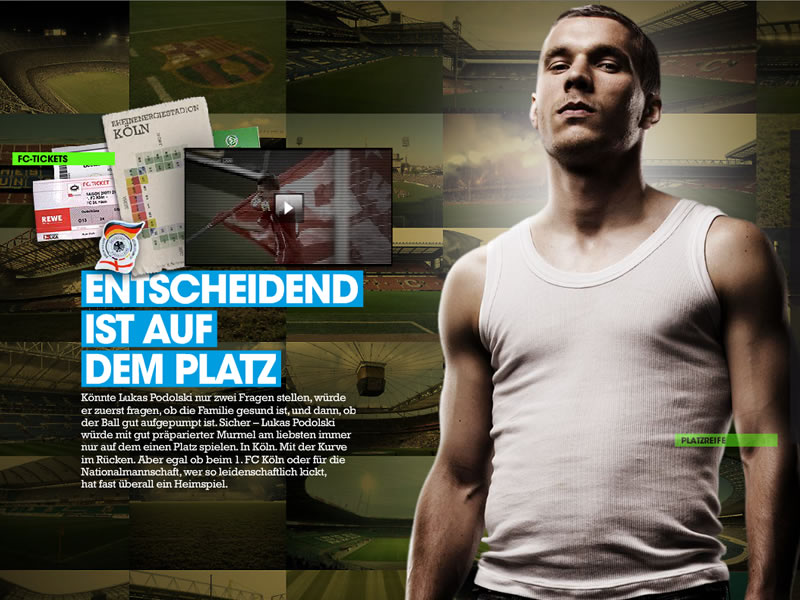 RHEINENERGIESTADION
KÖLN
FC-TICKETS
FC. TICKET
REWE
ENTSCHEIDEND
IST AUF
DEM PLATZ
Könnte Lukas Podolski nur zwei Fragen stellen, würde
er zuerst fragen, ob die Familie gesund ist, und dann, ob
der Ball gut aufgepumpt ist. Sicher – Lukas Podolski
würde mit gut präparierter Murmel am liebsten immer
nur auf dem einen Platz spielen. In Köln. Mit der Kurve
im Rücken. Aber egal ob beim 1. FC Köln oder für die
Nationalmannschaft, wer so leidenschaftlich kickt,
hat fast überall ein Heimspiel.
PLATZREIFE